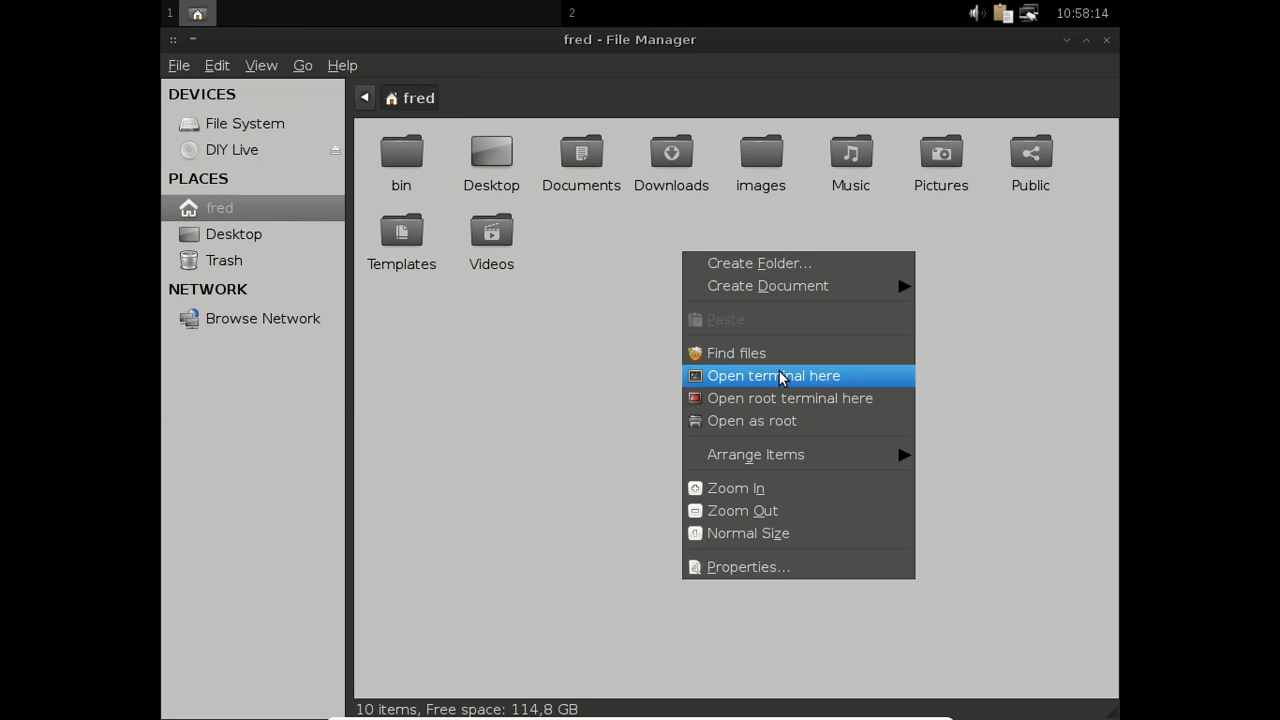 1
2
10:58:14
fred - File Manager
File Edit View Go Help
DEVICES
File System
DIY Live
PLACES
fred
Desktop
Trash
NETWORK
Browse Network
fred
bin
Desktop
Documents
Downloads
images
Music
Pictures
Public
Templates
Videos
Create Folder...
Create Document
Paste
Find files
Open terminal here
Open root terminal here
Open as root
Arrange Items
Zoom In
Zoom Out
Normal Size
Properties...
10 items, Free space: 114,8 GB